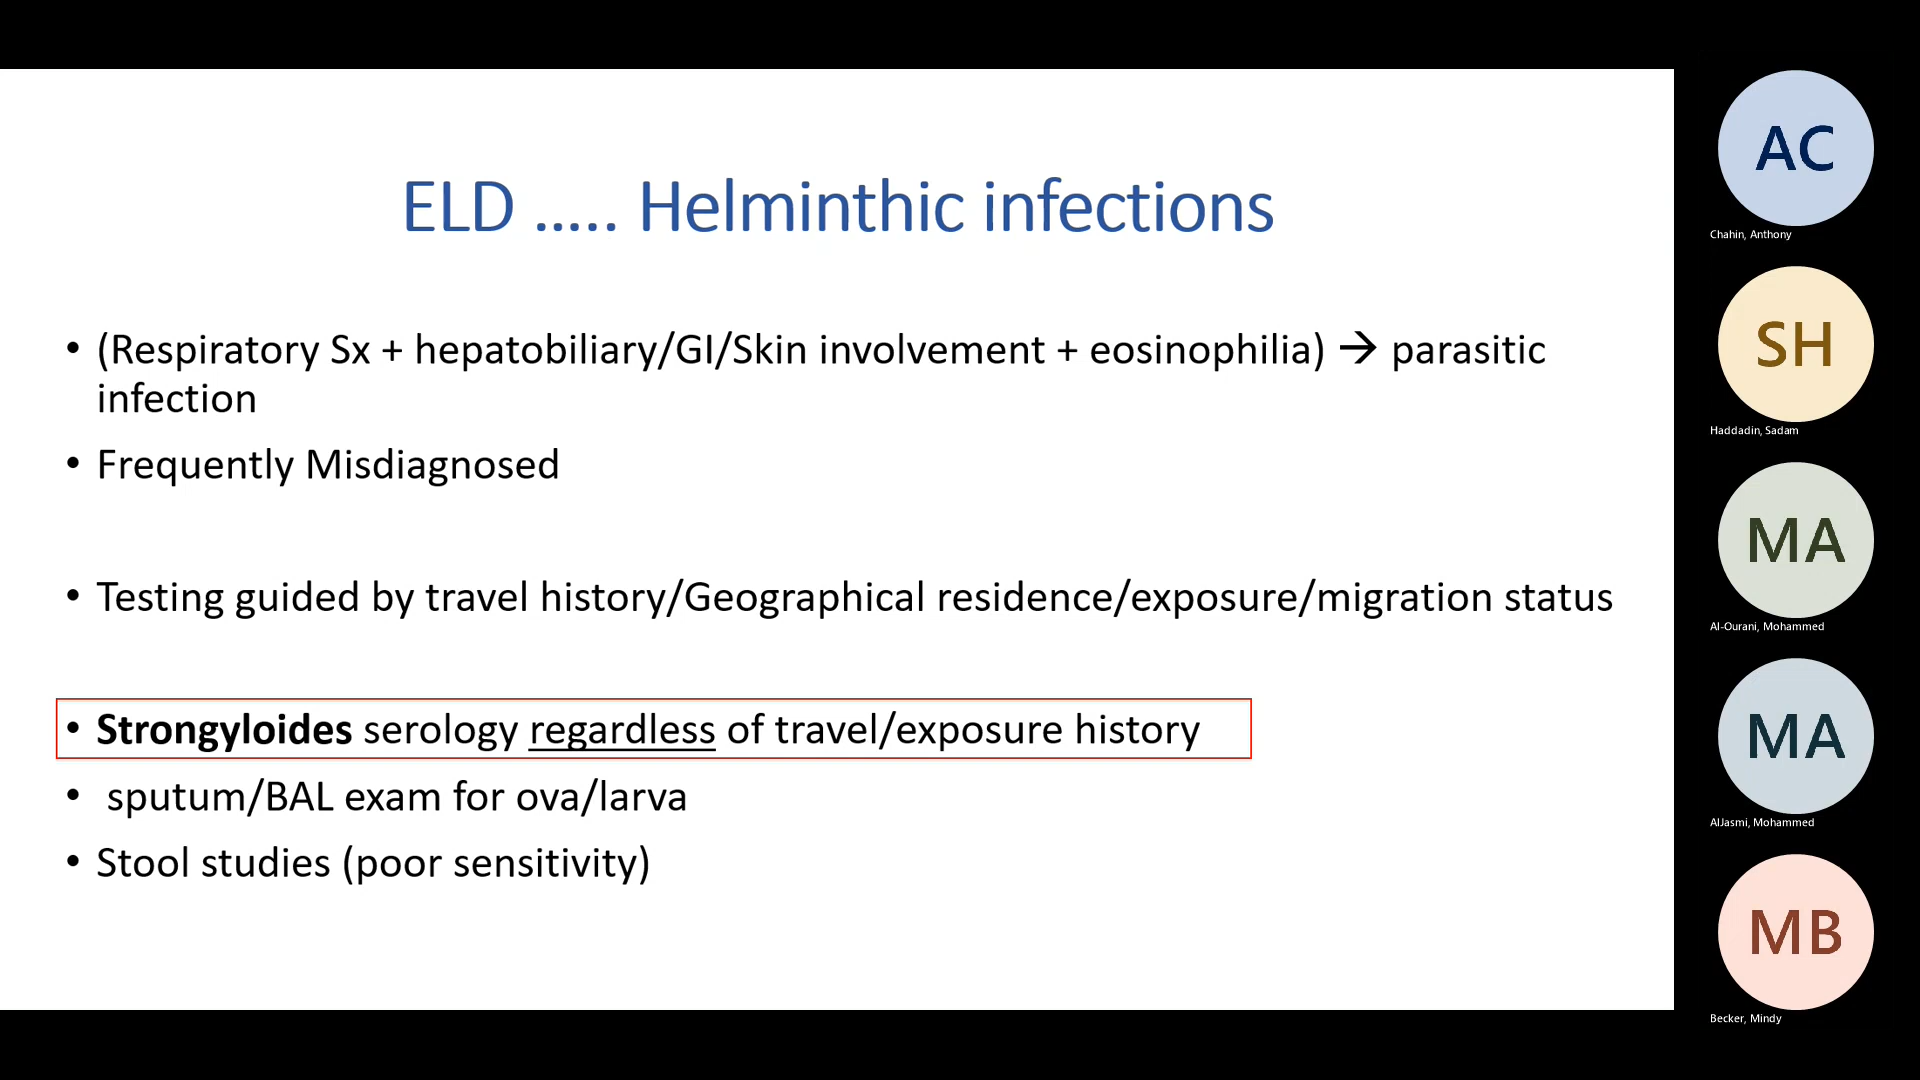 ELD ..... Helminthic infections
• (Respiratory Sx + hepatobiliary/GI/Skin involvement + eosinophilia) → parasitic
infection
• Frequently Misdiagnosed
• Testing guided by travel history/Geographical residence/exposure/migration status
• Strongyloides serology regardless of travel/exposure history
• sputum/BAL exam for ova/larva
• Stool studies (poor sensitivity)
AC
Chahin, Anthony
SH
Haddadin, Sadam
MA
Al-Ourani, Mohammed
MA
AlJasmi, Mohammed
MB
Becker, Mindy